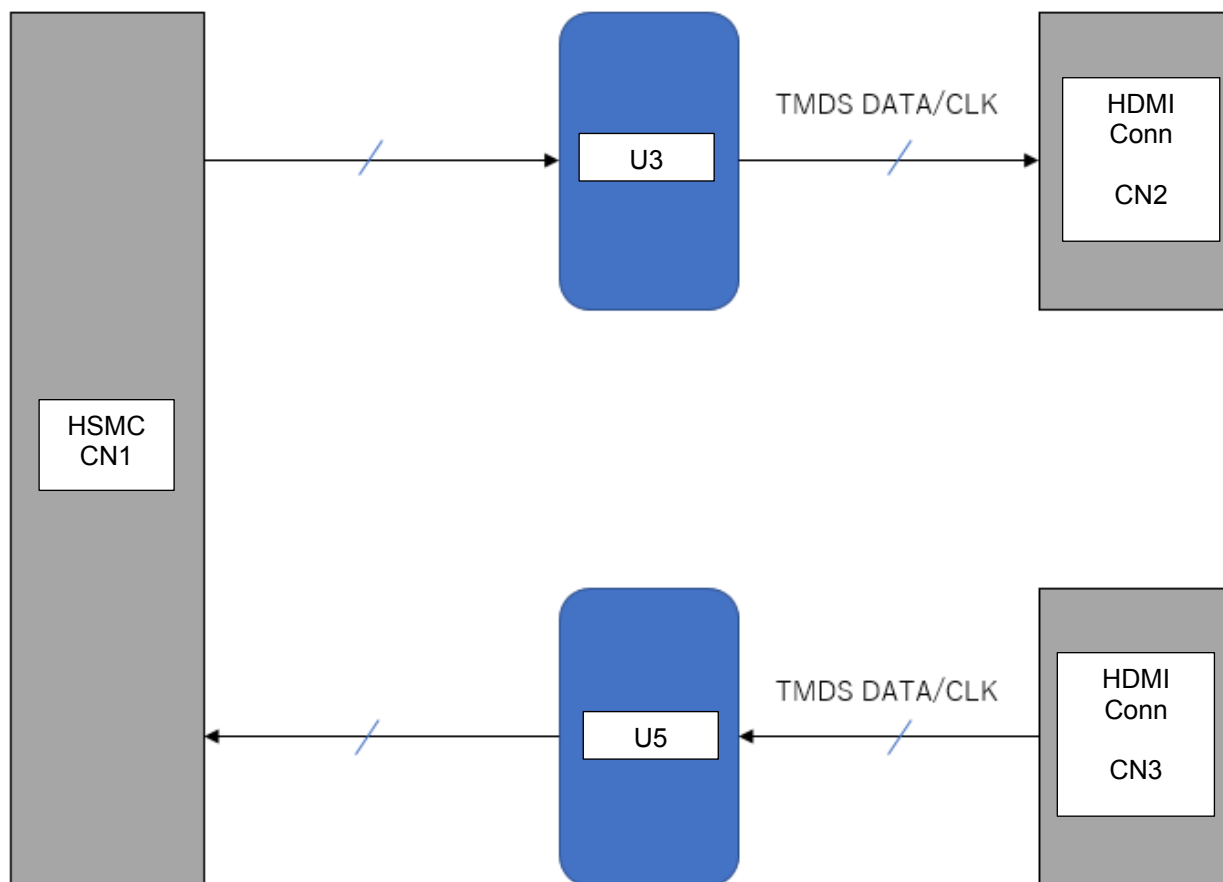 TMDS DATA/CLK
HDMI
Conn
CN2
U3
HSMC
CN1
TMDS DATA/CLK
HDMI
Conn
CN3
U5